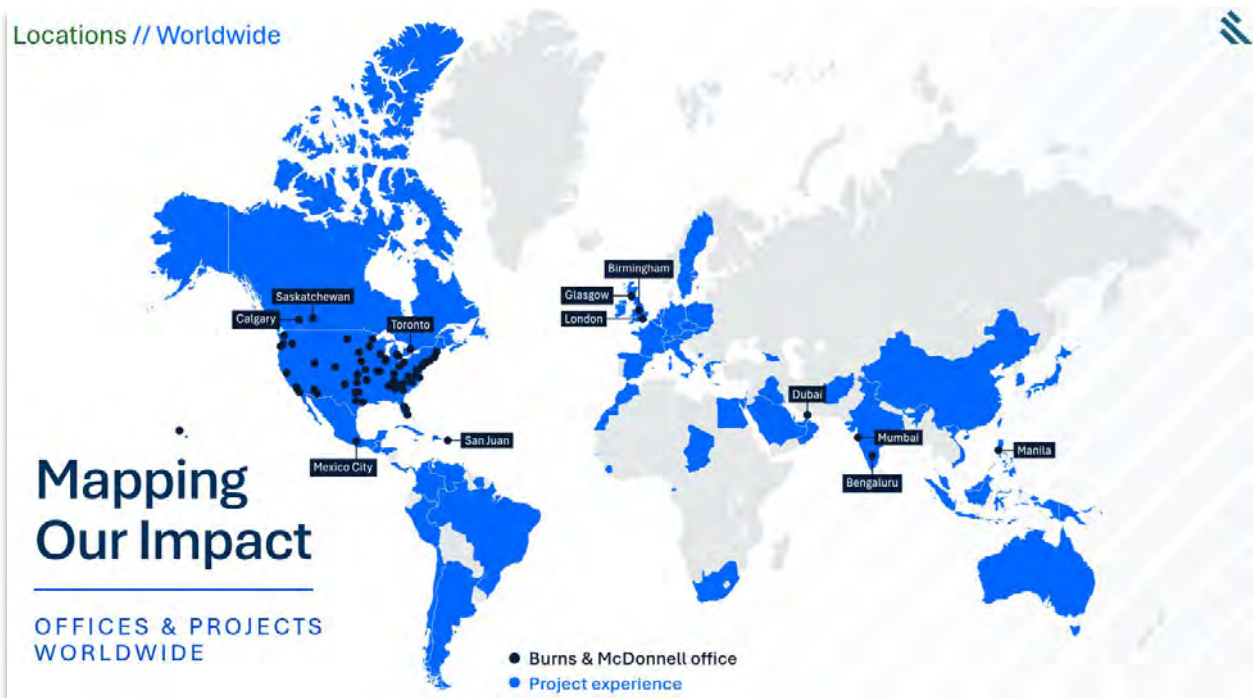 Locations // Worldwide
Birmingham
Glasgow
London
Saskatchewan
Calgary
Toronto
Dubai
San Juan
Mumbai
Manila
Mexico City
Bengaluru
Mapping
Our Impact
OFFICES & PROJECTS
WORLDWIDE
Burns & McDonnell office
Project experience